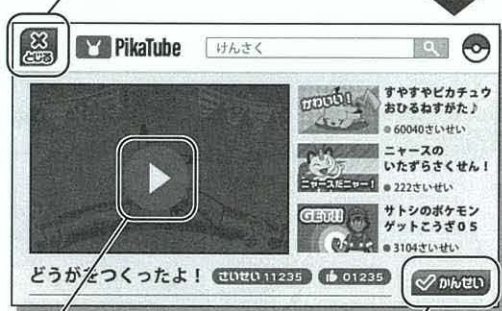 とじる
PikaTube
けんさく
かわいい!
すやすやピカチュウ
おひるねすがた♪
60040さいせい
ニャースだニャー!
ニャースの
いたずらさくせん!
222さいせい
GET!!
サトシのポケモン
ゲットこうざ05
3104さいせい
どうがをつくったよ!
さいせい 11235
01235
かんせい